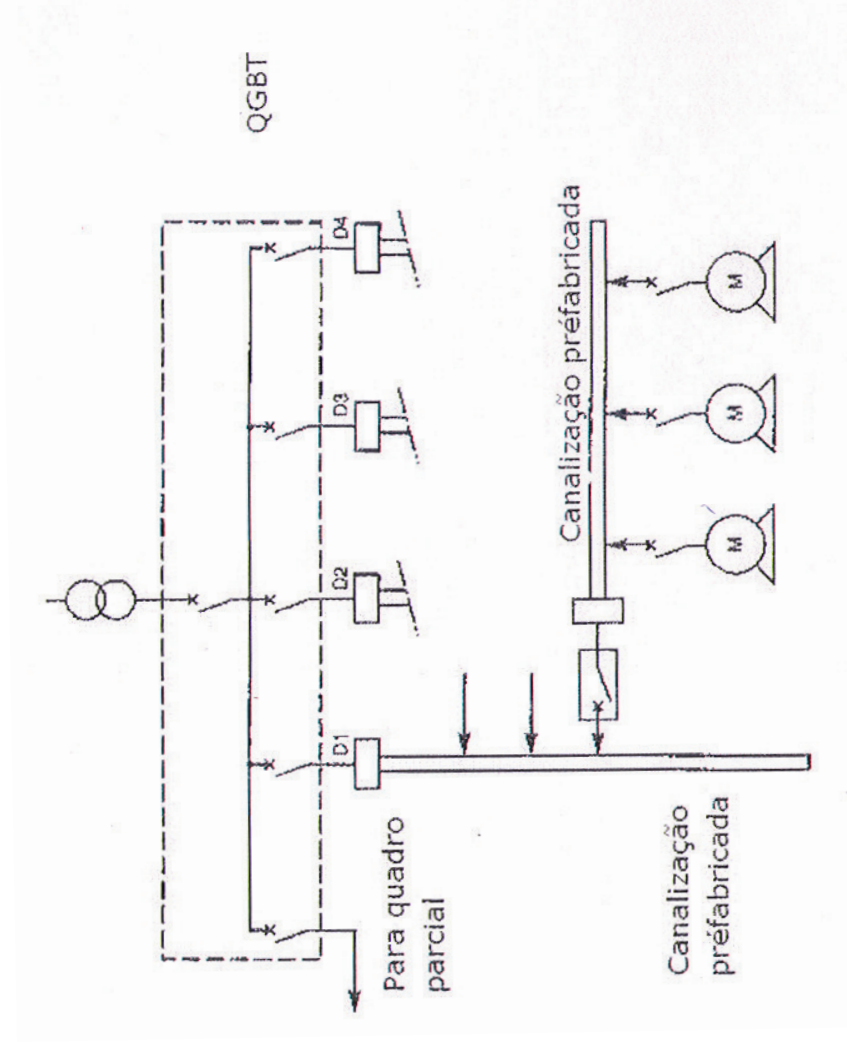 QGBT
D1
D2
D3
D4
Para quadro
parcial
Canalização préfabricada
M
M
M
Canalização
préfabricada